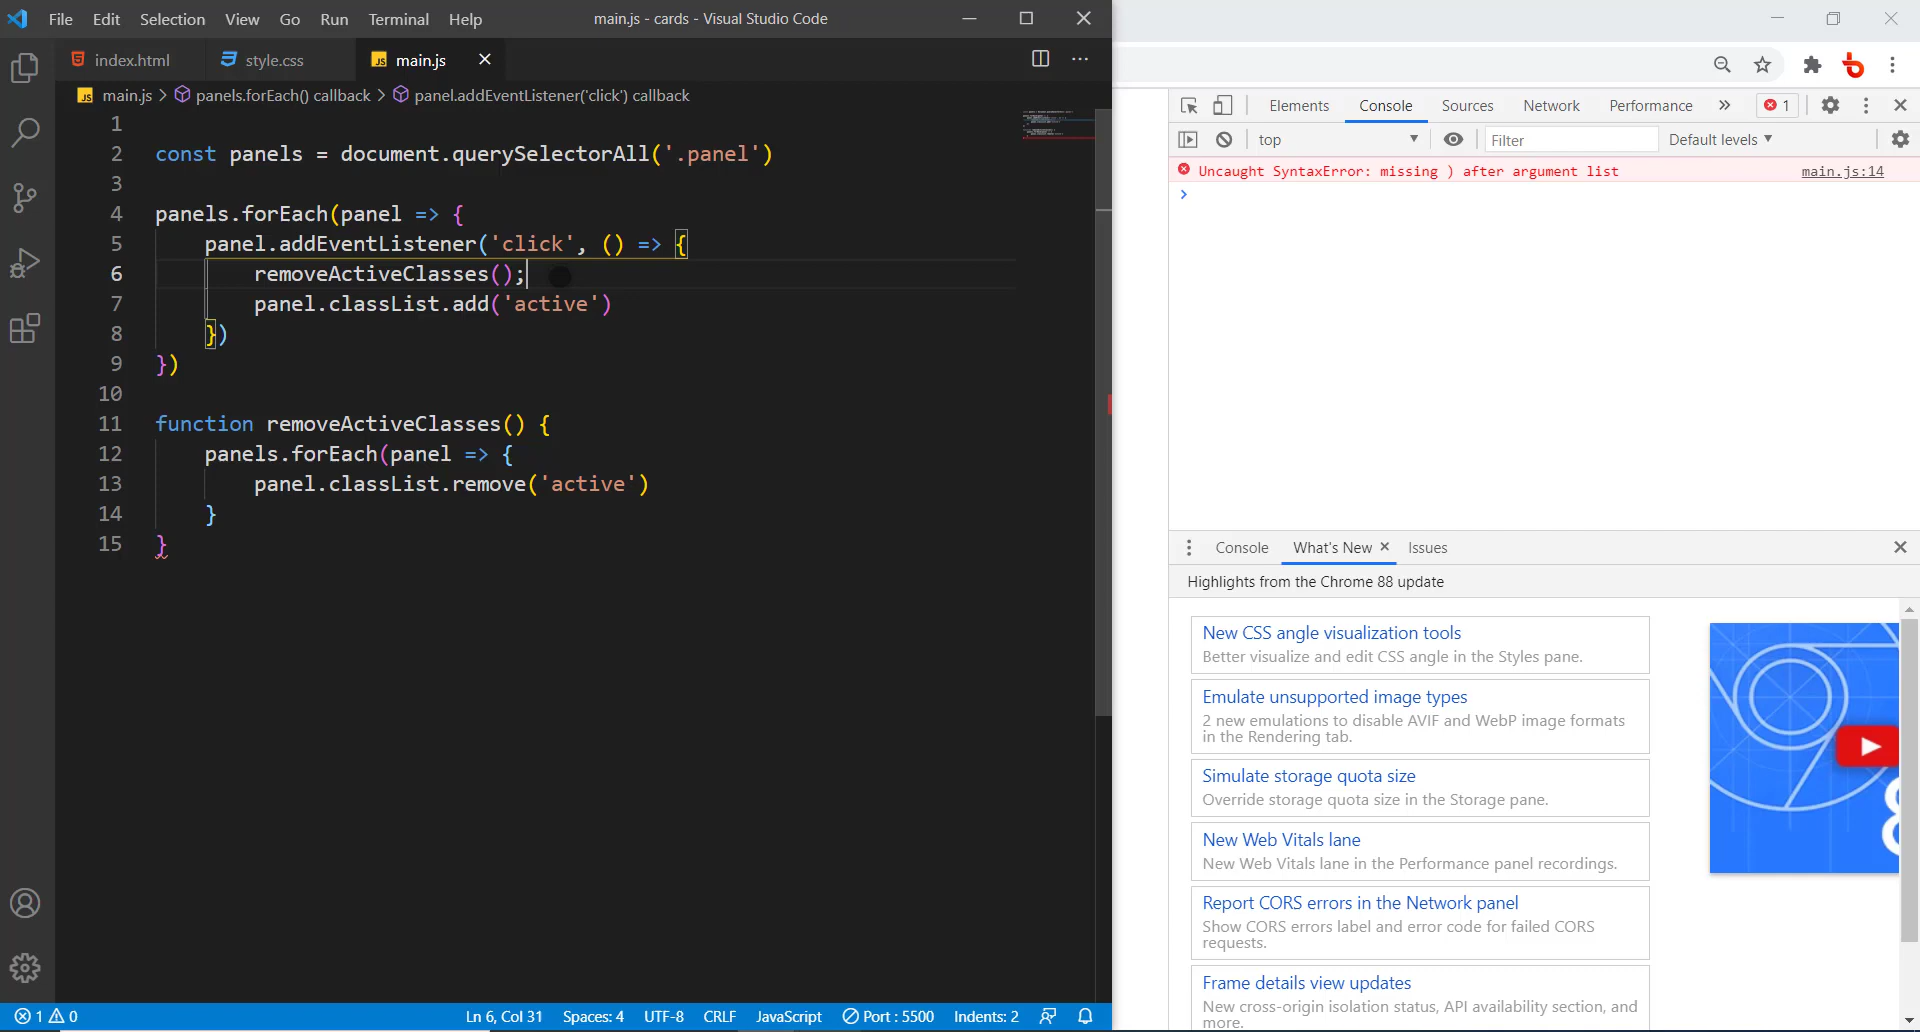 File Edit Selection View Go Run Terminal Help
main.js - cards - Visual Studio Code
index.html
style.css
JS main.js
JS main.js > panels.forEach() callback > panel.addEventListener('click') callback
1
2 const panels = document.querySelectorAll('.panel')
3
4 panels.forEach(panel => {
5 panel.addEventListener('click', () => {
6 removeActiveClasses();
7 panel.classList.add('active')
8 })
9 })
10
11 function removeActiveClasses() {
12 panels.forEach(panel => {
13 panel.classList.remove('active')
14 }
15 }
1 0
Ln 6, Col 31 Spaces: 4 UTF-8 CRLF JavaScript Port : 5500 Indents: 2
Elements Console Sources Network Performance » 1
top Filter Default levels
Uncaught SyntaxError: missing ) after argument list main.js:14
Console What's New Issues
Highlights from the Chrome 88 update
New CSS angle visualization tools
Better visualize and edit CSS angle in the Styles pane.
Emulate unsupported image types
2 new emulations to disable AVIF and WebP image formats
in the Rendering tab.
Simulate storage quota size
Override storage quota size in the Storage pane.
New Web Vitals lane
New Web Vitals lane in the Performance panel recordings.
Report CORS errors in the Network panel
Show CORS errors label and error code for failed CORS
requests.
Frame details view updates
New cross-origin isolation status, API availability section, and
more.